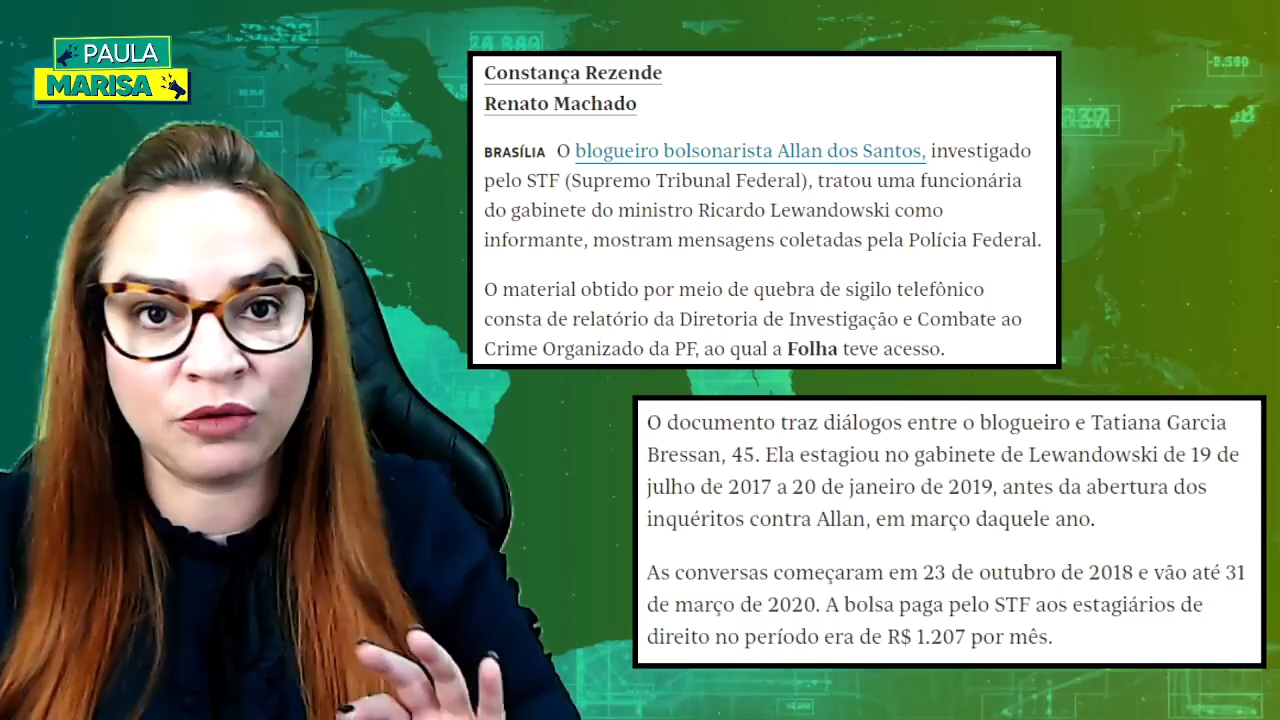 PAULA
MARISA
Constança Rezende
Renato Machado
BRASÍLIA O blogueiro bolsonarista Allan dos Santos, investigado
pelo STF (Supremo Tribunal Federal), tratou uma funcionária
do gabinete do ministro Ricardo Lewandowski como
informante, mostram mensagens coletadas pela Polícia Federal.
O material obtido por meio de quebra de sigilo telefônico
consta de relatório da Diretoria de Investigação e Combate ao
Crime Organizado da PF, ao qual a Folha teve acesso.
O documento traz diálogos entre o blogueiro e Tatiana Garcia
Bressan, 45. Ela estagiou no gabinete de Lewandowski de 19 de
julho de 2017 a 20 de janeiro de 2019, antes da abertura dos
inquéritos contra Allan, em março daquele ano.
As conversas começaram em 23 de outubro de 2018 e vão até 31
de março de 2020. A bolsa paga pelo STF aos estagiários de
direito no período era de R$ 1.207 por mês.